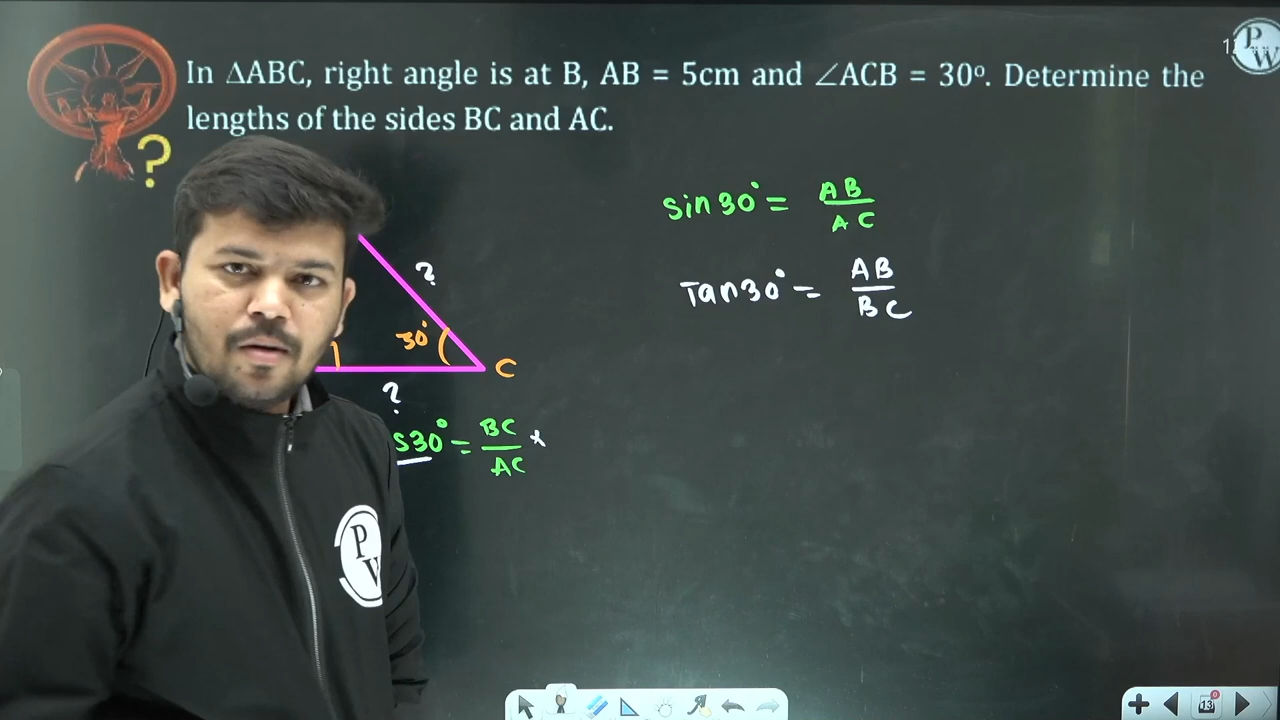 In ΔABC, right angle is at B, AB = 5cm and ∠ACB = 30º. Determine the
lengths of the sides BC and AC.
?
sin30° = AB/AC
?
Tan30° = AB/BC
30°
C
?
s30° = BC/AC ×
P
W
P
W
13